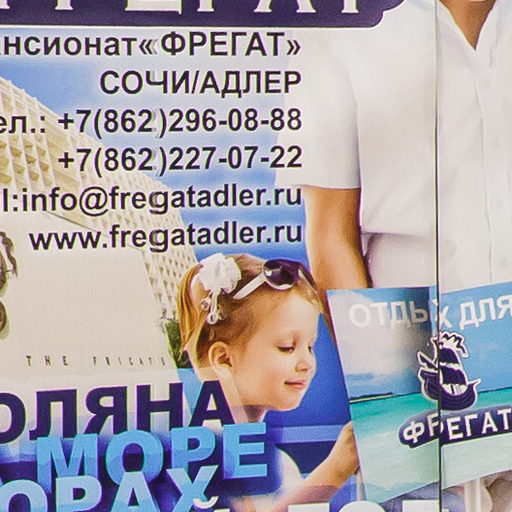 ФРЕГАТ
нсионат«ФРЕГАТ»
СОЧИ/АДЛЕР
ел.: +7(862)296-08-88
+7(862)227-07-22
l:info@fregatadler.ru
www.fregatadler.ru
ОТДЫХ ДЛЯ
THE FRIGATE
ФРЕГАТ
ОЛЯНА
МОРЕ
ОРАХ